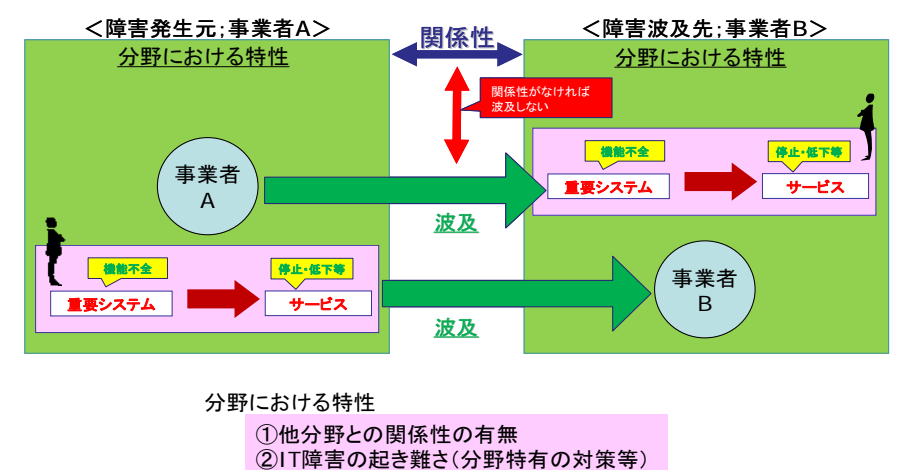 ＜障害発生元；事業者A＞
分野における特性
関係性
＜障害波及先；事業者B＞
分野における特性
関係性がなければ
波及しない
事業者
A
波及
機能不全
停止・低下等
重要システム
サービス
機能不全
停止・低下等
重要システム
サービス
波及
事業者
B
分野における特性
①他分野との関係性の有無
②IT障害の起き難さ（分野特有の対策等）